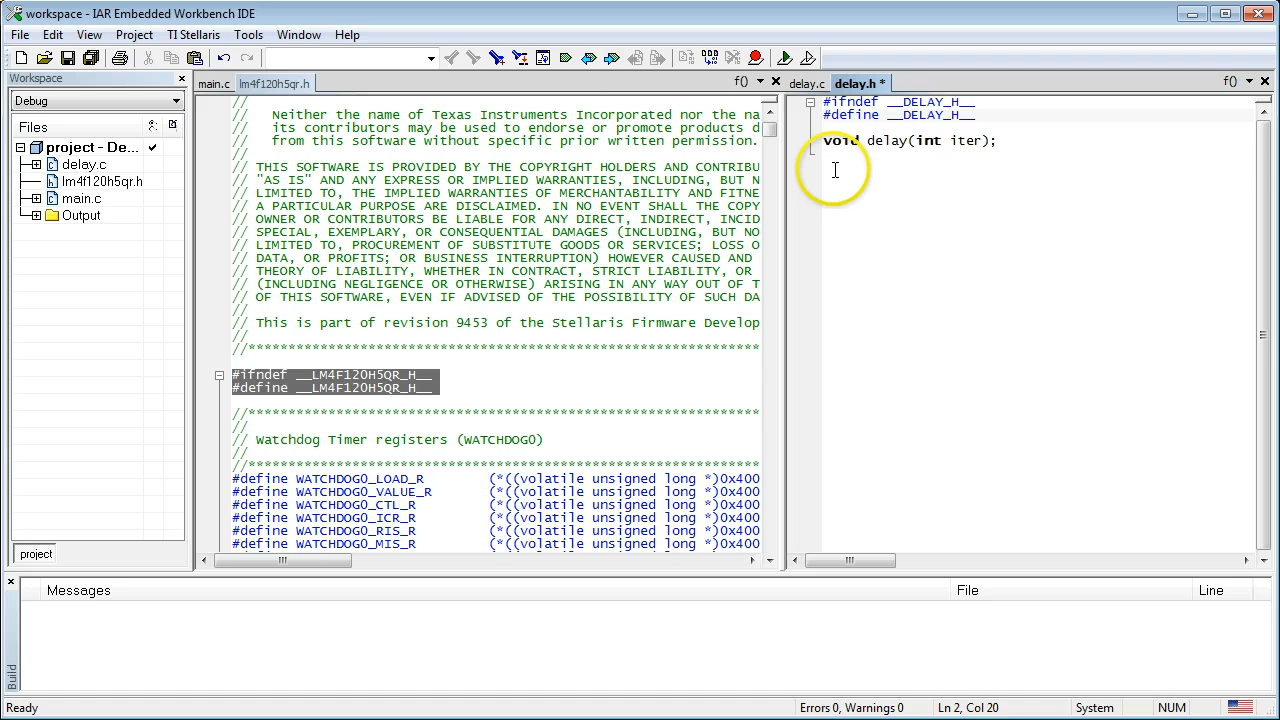 workspace - IAR Embedded Workbench IDE
File Edit View Project TI Stellaris Tools Window Help
Workspace
main.c lm4f120h5qr.h f() delay.c delay.h * f()
Debug
Files
project - De...
delay.c
lm4f120h5qr.h
main.c
Output
project
//
// Neither the name of Texas Instruments Incorporated nor the na
// its contributors may be used to endorse or promote products d
// from this software without specific prior written permission.
//
// THIS SOFTWARE IS PROVIDED BY THE COPYRIGHT HOLDERS AND CONTRIBU
// "AS IS" AND ANY EXPRESS OR IMPLIED WARRANTIES, INCLUDING, BUT N
// LIMITED TO, THE IMPLIED WARRANTIES OF MERCHANTABILITY AND FITNE
// A PARTICULAR PURPOSE ARE DISCLAIMED. IN NO EVENT SHALL THE COPY
// OWNER OR CONTRIBUTORS BE LIABLE FOR ANY DIRECT, INDIRECT, INCID
// SPECIAL, EXEMPLARY, OR CONSEQUENTIAL DAMAGES (INCLUDING, BUT NO
// LIMITED TO, PROCUREMENT OF SUBSTITUTE GOODS OR SERVICES; LOSS O
// DATA, OR PROFITS; OR BUSINESS INTERRUPTION) HOWEVER CAUSED AND
// THEORY OF LIABILITY, WHETHER IN CONTRACT, STRICT LIABILITY, OR
// (INCLUDING NEGLIGENCE OR OTHERWISE) ARISING IN ANY WAY OUT OF T
// OF THIS SOFTWARE, EVEN IF ADVISED OF THE POSSIBILITY OF SUCH DA
//
// This is part of revision 9453 of the Stellaris Firmware Develop
//
//******************************************************************
#ifndef __LM4F120H5QR_H__
#define __LM4F120H5QR_H__
//******************************************************************
//
// Watchdog Timer registers (WATCHDOG0)
//
//******************************************************************
#define WATCHDOG0_LOAD_R (*((volatile unsigned long *)0x400
#define WATCHDOG0_VALUE_R (*((volatile unsigned long *)0x400
#define WATCHDOG0_CTL_R (*((volatile unsigned long *)0x400
#define WATCHDOG0_ICR_R (*((volatile unsigned long *)0x400
#define WATCHDOG0_RIS_R (*((volatile unsigned long *)0x400
#define WATCHDOG0_MIS_R (*((volatile unsigned long *)0x400
#ifndef __DELAY_H__
#define __DELAY_H__
void delay(int iter);
Messages File Line
Build
Ready Errors 0, Warnings 0 Ln 2, Col 20 System NUM